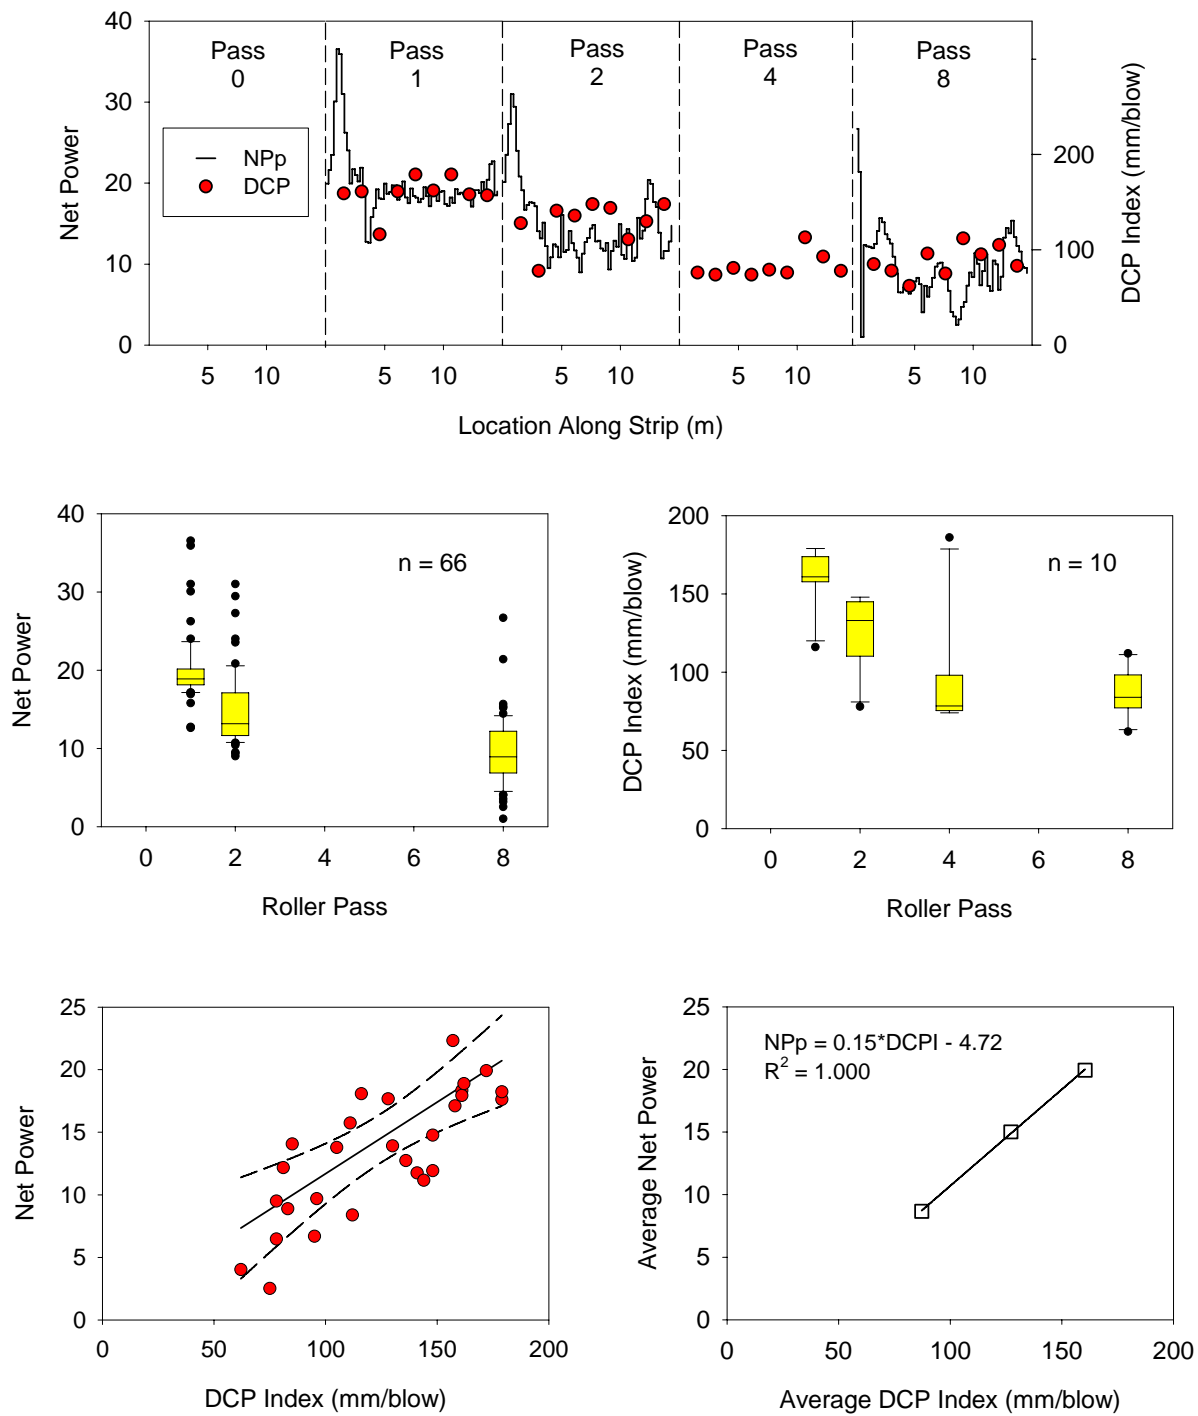 40
30
20
10
0
Net Power
Pass
0
Pass
1
Pass
2
Pass
4
Pass
8
NPp
DCP
200
100
0
DCP Index (mm/blow)
5 10 5 10 5 10 5 10 5 10
Location Along Strip (m)
40
30
20
10
0
Net Power
n = 66
0 2 4 6 8
Roller Pass
200
150
100
50
0
DCP Index (mm/blow)
n = 10
0 2 4 6 8
Roller Pass
25
20
15
10
5
0
Net Power
0 50 100 150 200
DCP Index (mm/blow)
25
20
15
10
5
0
Average Net Power
NPp = 0.15*DCPI - 4.72
R² = 1.000
0 50 100 150 200
Average DCP Index (mm/blow)